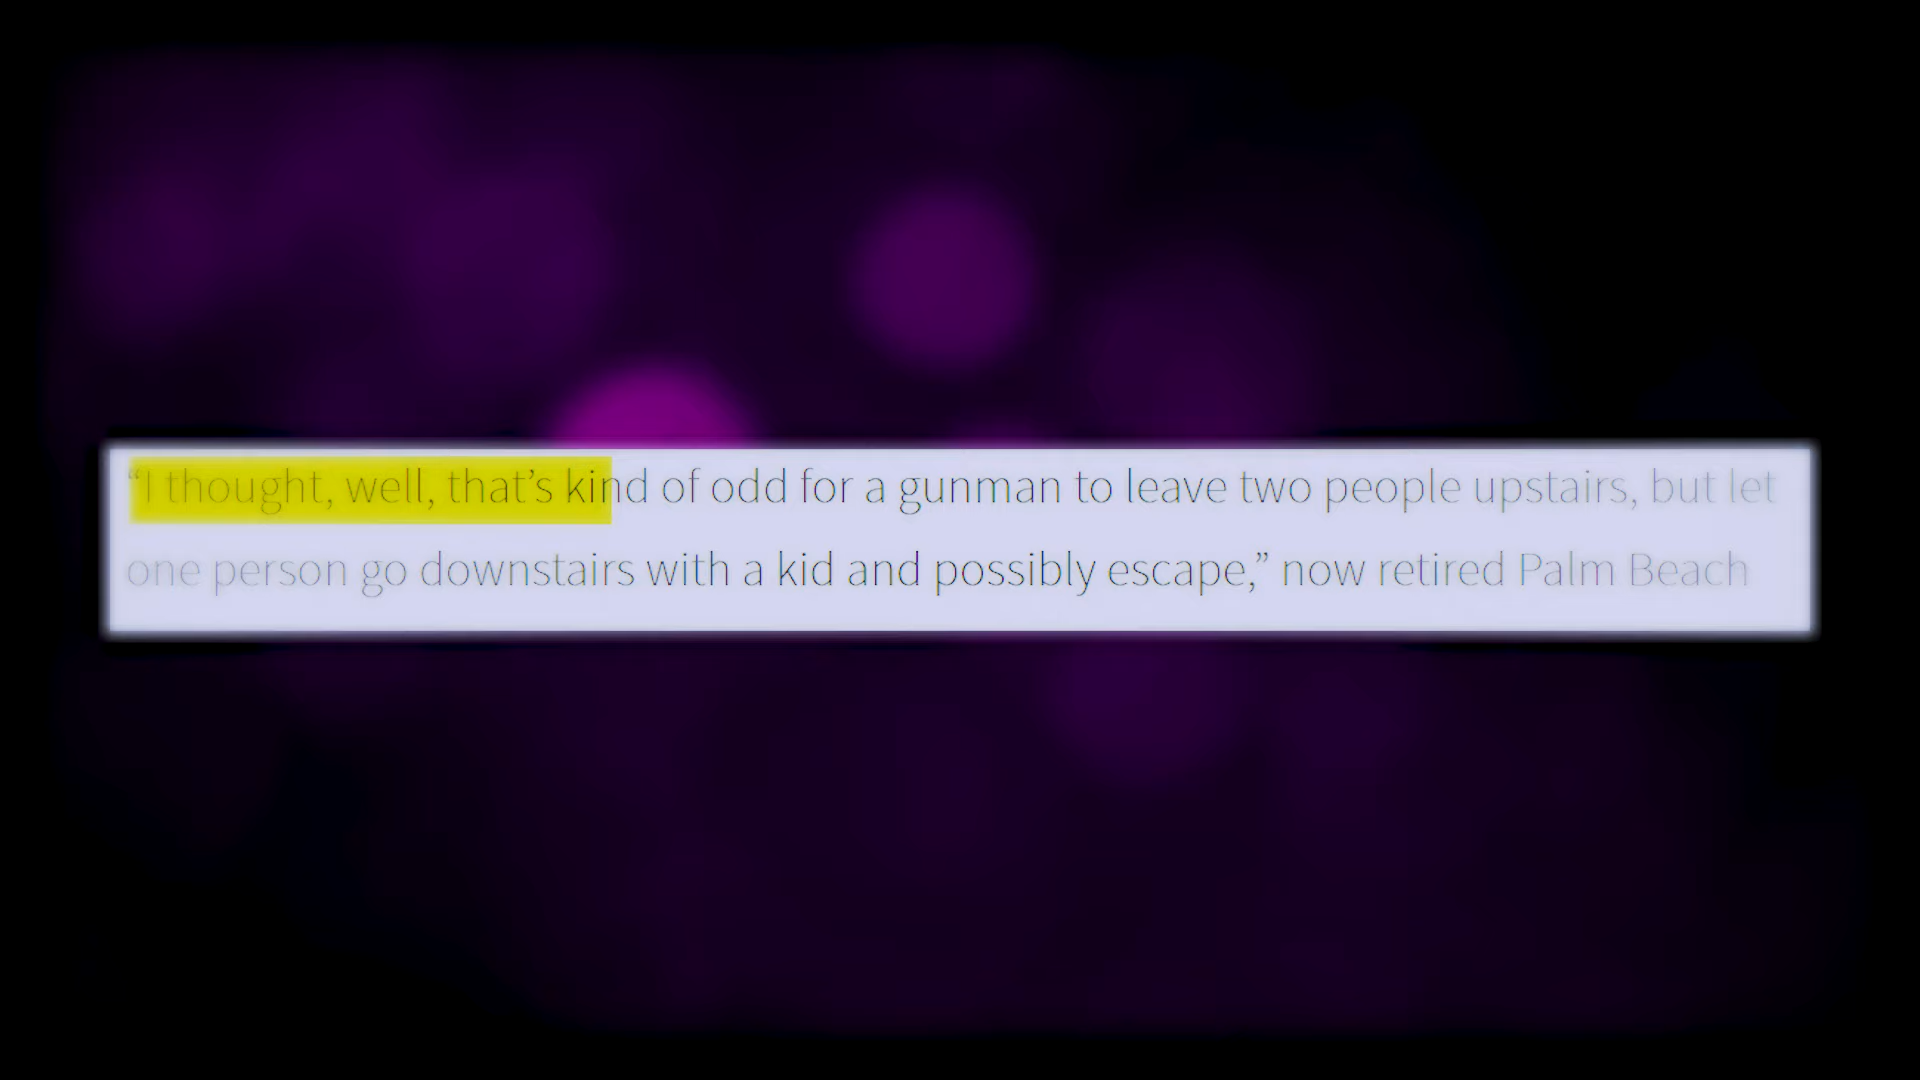 “I thought, well, that’s kind of odd for a gunman to leave two people upstairs, but let
one person go downstairs with a kid and possibly escape,” now retired Palm Beach